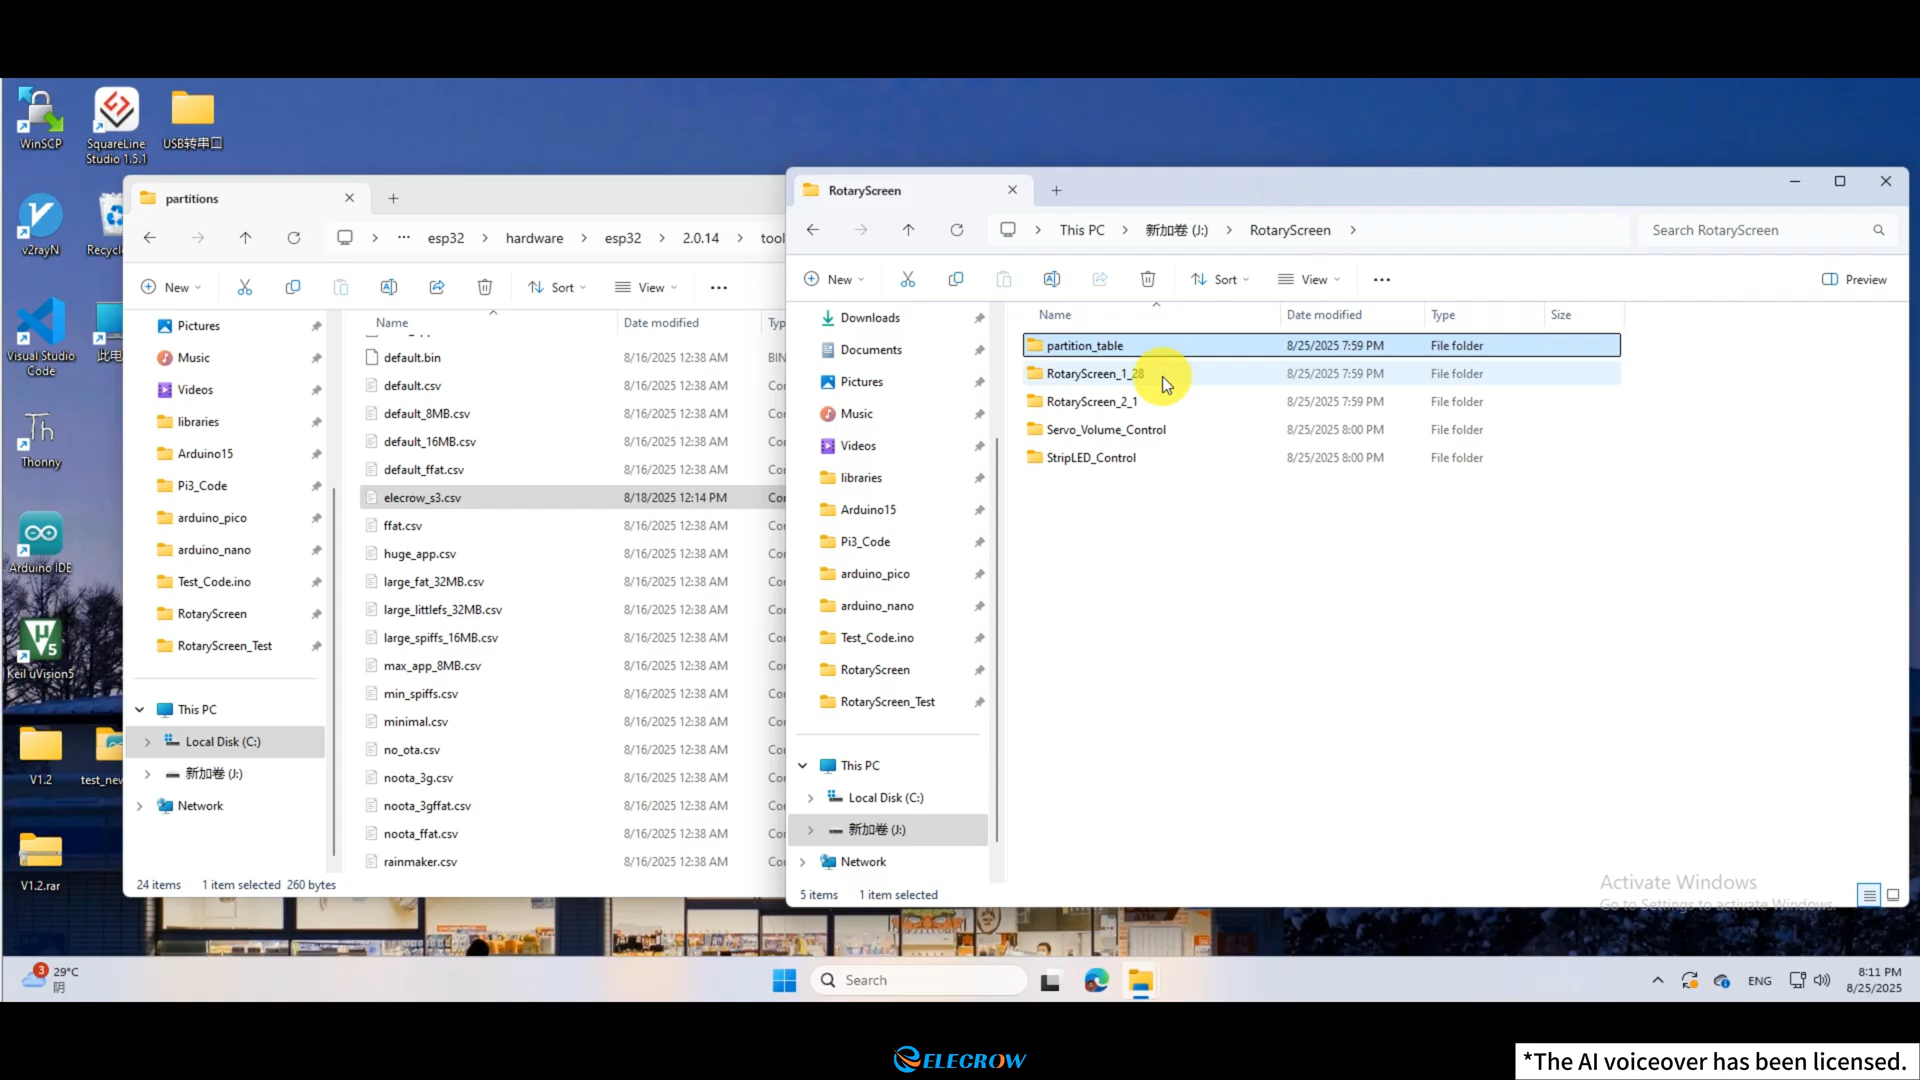 WinSCP
SquareLine
Studio 1.5.1
USB转串口
v2rayN
Visual Studio
Code
此电
Thonny
Arduino IDE
Keil uVision5
V1.2
test_new
V1.2.rar
partitions
esp32
hardware
esp32
2.0.14
New
Sort
View
Name
Date modified
Pictures
Music
Videos
libraries
Arduino15
Pi3_Code
arduino_pico
arduino_nano
Test_Code.ino
RotaryScreen
RotaryScreen_Test
This PC
Local Disk (C:)
新加卷 (J:)
Network
default.bin 8/16/2025 12:38 AM BIN
default.csv 8/16/2025 12:38 AM
default_8MB.csv 8/16/2025 12:38 AM
default_16MB.csv 8/16/2025 12:38 AM
default_ffat.csv 8/16/2025 12:38 AM
elecrow_s3.csv 8/18/2025 12:14 PM
ffat.csv 8/16/2025 12:38 AM
huge_app.csv 8/16/2025 12:38 AM
large_fat_32MB.csv 8/16/2025 12:38 AM
large_littlefs_32MB.csv 8/16/2025 12:38 AM
large_spiffs_16MB.csv 8/16/2025 12:38 AM
max_app_8MB.csv 8/16/2025 12:38 AM
min_spiffs.csv 8/16/2025 12:38 AM
minimal.csv 8/16/2025 12:38 AM
no_ota.csv 8/16/2025 12:38 AM
noota_3g.csv 8/16/2025 12:38 AM
noota_3gffat.csv 8/16/2025 12:38 AM
noota_ffat.csv 8/16/2025 12:38 AM
rainmaker.csv 8/16/2025 12:38 AM
24 items 1 item selected 260 bytes
RotaryScreen
This PC
新加卷 (J:)
RotaryScreen
Search RotaryScreen
New
Sort
View
Preview
Name Date modified Type Size
Downloads
Documents
Pictures
Music
Videos
libraries
Arduino15
Pi3_Code
arduino_pico
arduino_nano
Test_Code.ino
RotaryScreen
RotaryScreen_Test
This PC
Local Disk (C:)
新加卷 (J:)
Network
partition_table 8/25/2025 7:59 PM File folder
RotaryScreen_1_28 8/25/2025 7:59 PM File folder
RotaryScreen_2_1 8/25/2025 7:59 PM File folder
Servo_Volume_Control 8/25/2025 8:00 PM File folder
StripLED_Control 8/25/2025 8:00 PM File folder
5 items 1 item selected
Activate Windows
Go to Settings to activate Windows.
3
29°C
阴
Search
ENG
8:11 PM
8/25/2025
ELECROW
*The AI voiceover has been licensed.